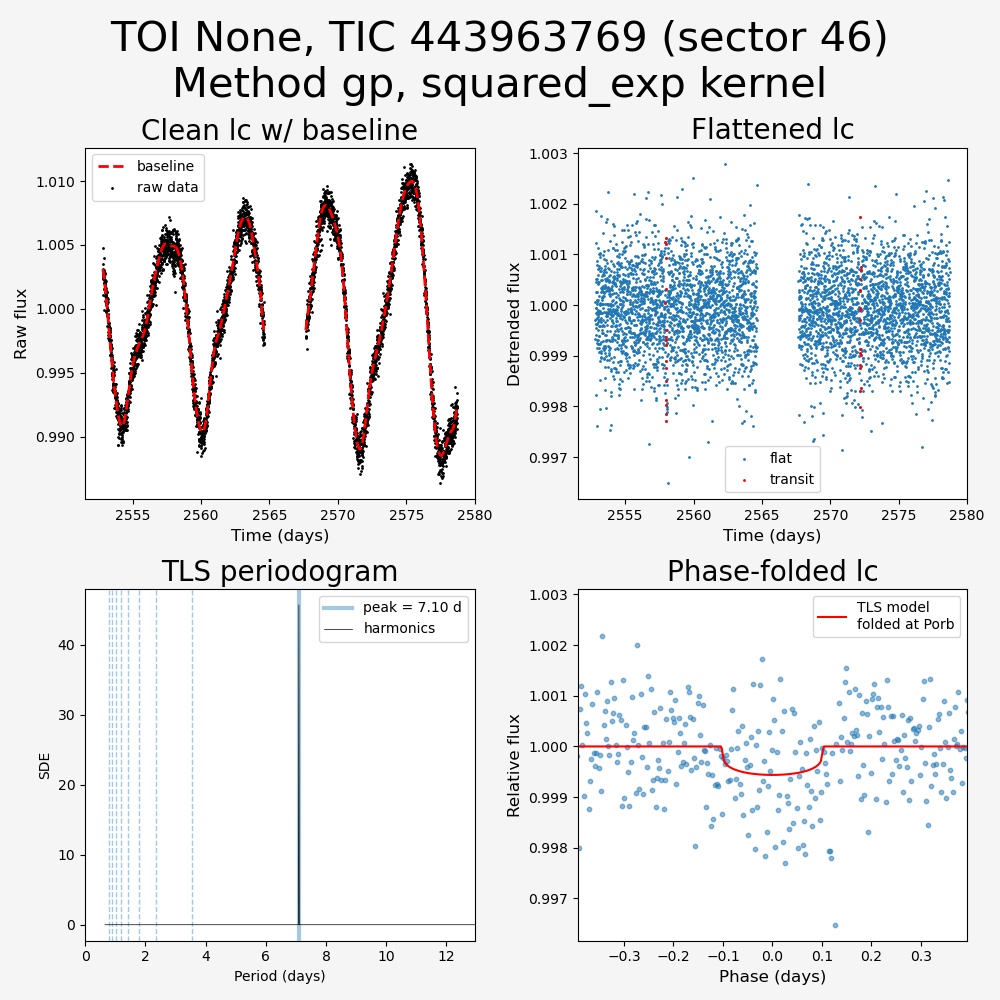 TOI None, TIC 443963769 (sector 46)
Method gp, squared_exp kernel
Clean lc w/ baseline
baseline
raw data
1.010
1.005
1.000
0.995
0.990
Raw flux
2555
2560
2565
2570
2575
2580
Time (days)
Flattened lc
1.003
1.002
1.001
1.000
0.999
0.998
0.997
Detrended flux
flat
transit
2555
2560
2565
2570
2575
2580
Time (days)
TLS periodogram
peak = 7.10 d
harmonics
40
30
20
10
0
SDE
0
2
4
6
8
10
12
Period (days)
Phase-folded lc
TLS model
folded at Porb
1.003
1.002
1.001
1.000
0.999
0.998
0.997
Relative flux
−0.3
−0.2
−0.1
0.0
0.1
0.2
0.3
Phase (days)